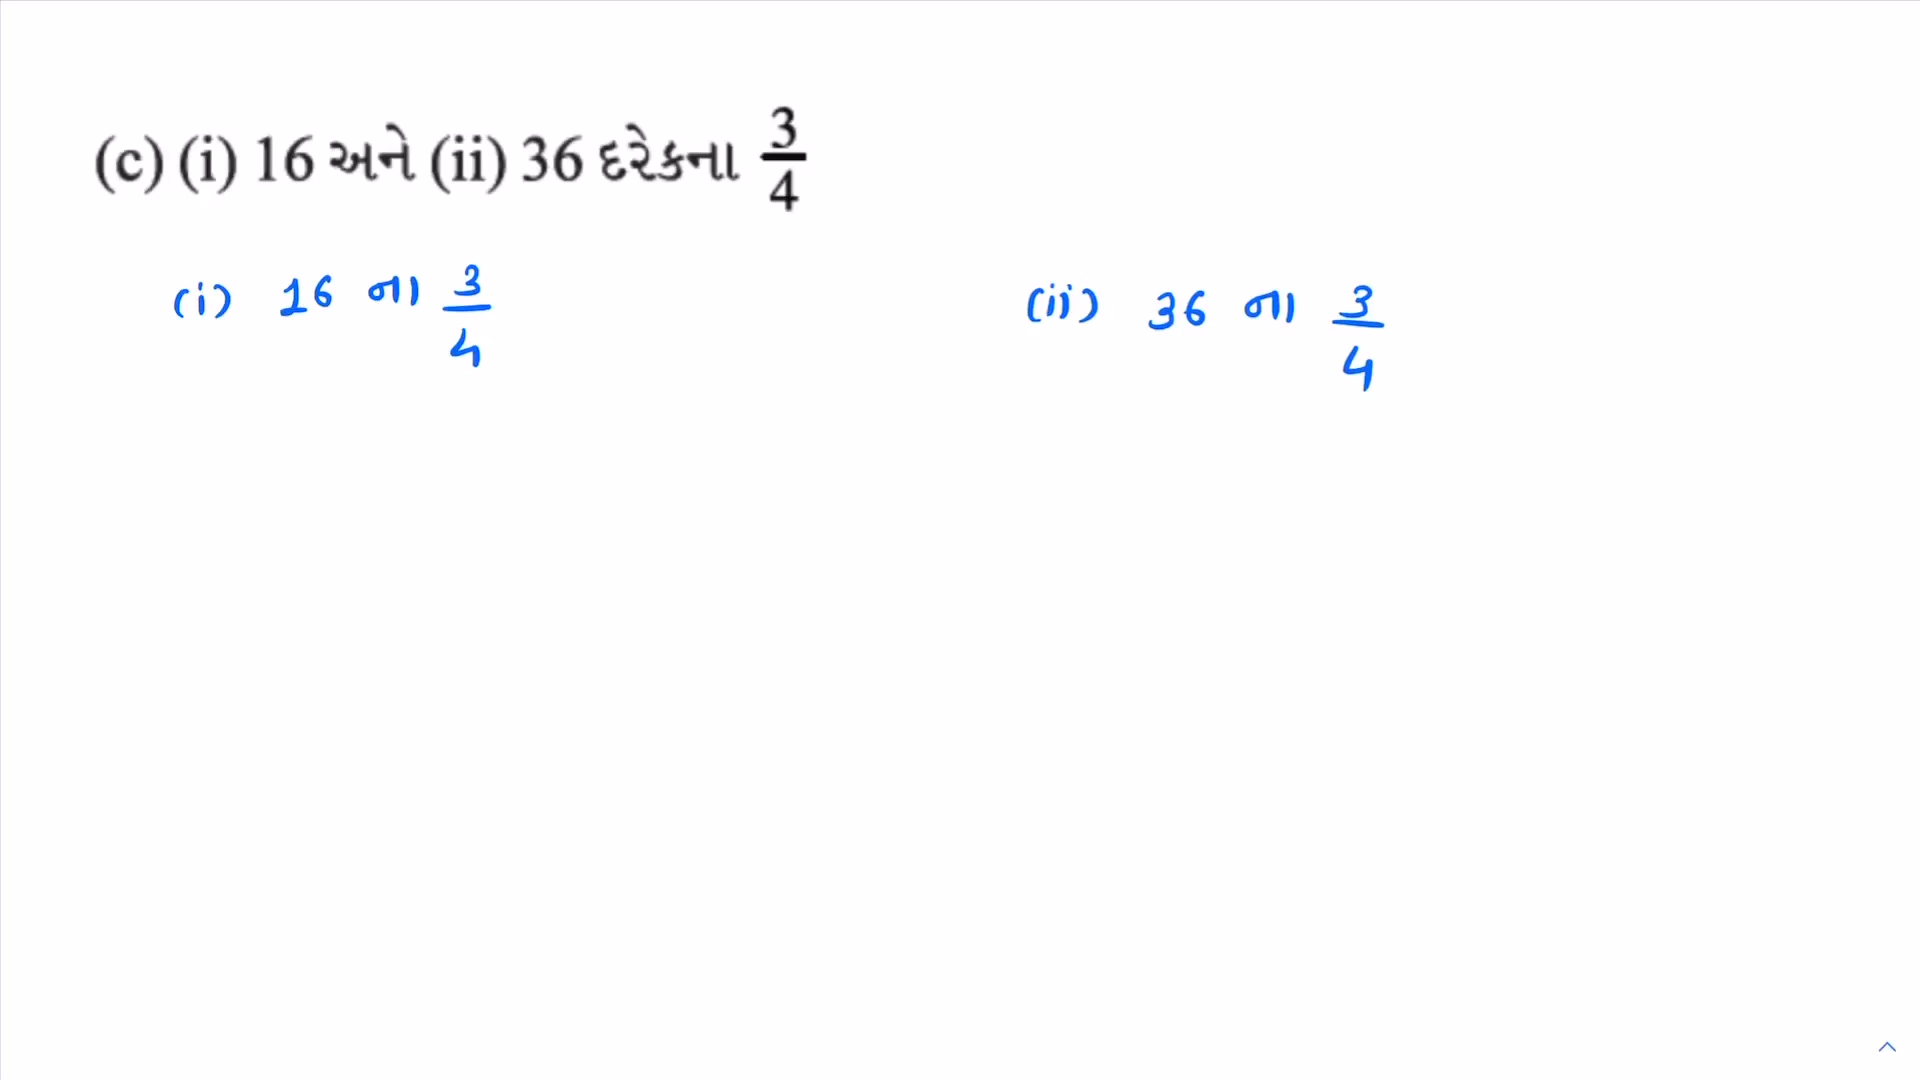 (c) (i) 16 અને (ii) 36 દરેકના 3/4
(i) 16 ના 3/4
(ii) 36 ના 3/4